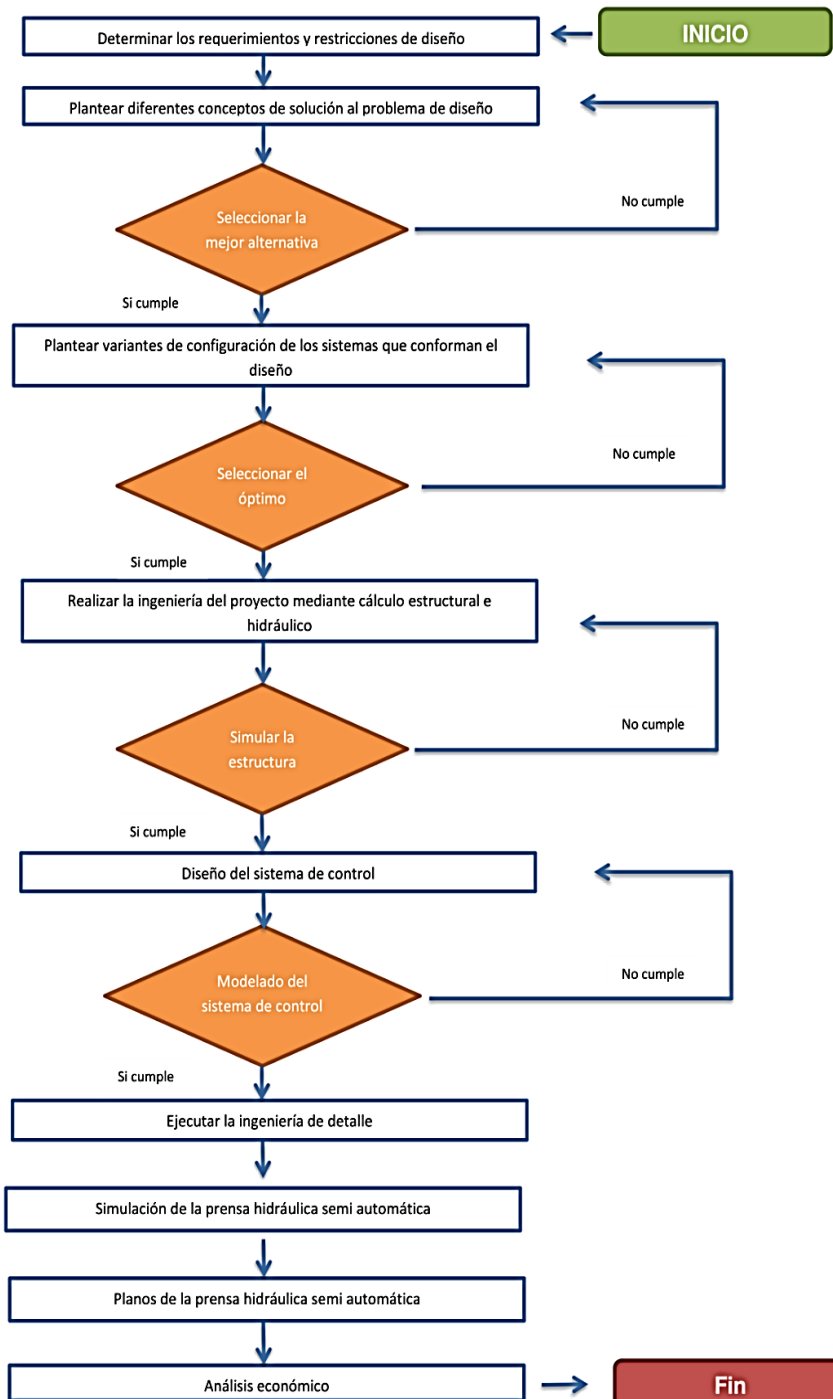 INICIO
Determinar los requerimientos y restricciones de diseño
Plantear diferentes conceptos de solución al problema de diseño
No cumple
Seleccionar la
mejor alternativa
Si cumple
Plantear variantes de configuración de los sistemas que conforman el
diseño
No cumple
Seleccionar el
óptimo
Si cumple
Realizar la ingeniería del proyecto mediante cálculo estructural e
hidráulico
No cumple
Simular la
estructura
Si cumple
Diseño del sistema de control
No cumple
Modelado del
sistema de control
Si cumple
Ejecutar la ingeniería de detalle
Simulación de la prensa hidráulica semi automática
Planos de la prensa hidráulica semi automática
Análisis económico
Fin